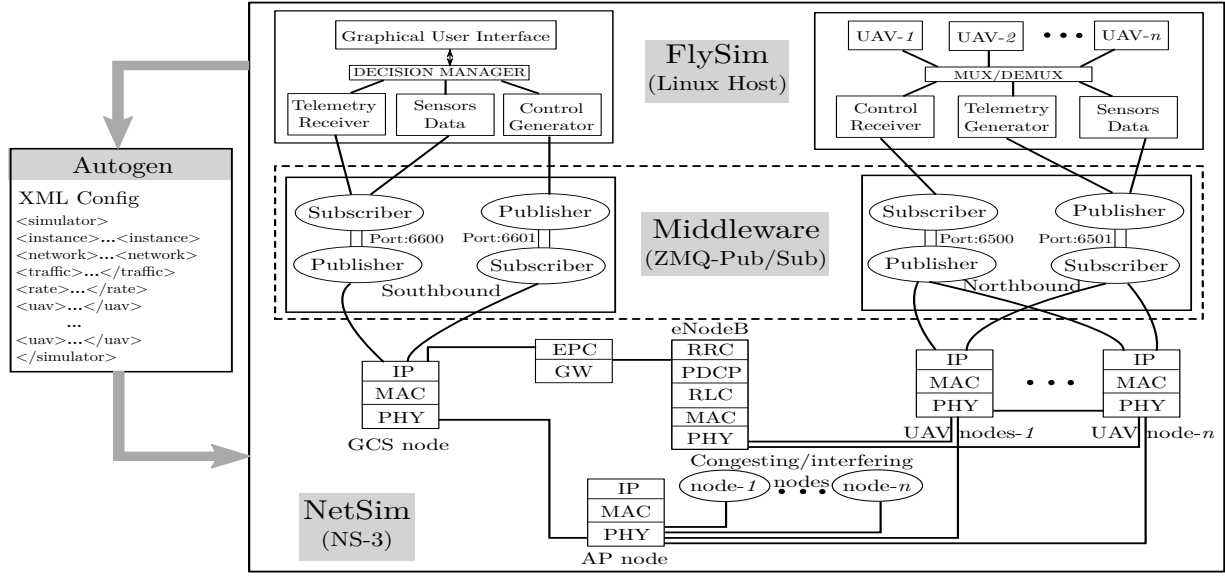 Graphical User Interface
DECISION MANAGER
Telemetry Receiver
Sensors Data
Control Generator
FlySim
(Linux Host)
UAV-1
UAV-2
UAV-n
MUX/DEMUX
Control Receiver
Telemetry Generator
Sensors Data
Autogen
XML Config
<simulator>
<instance>...<instance>
<network>...<network>
<traffic>...</traffic>
<rate>...</rate>
<uav>...</uav>
...
<uav>...</uav>
</simulator>
Subscriber
Publisher
Port:6600
Port:6601
Publisher
Subscriber
Southbound
Middleware
(ZMQ-Pub/Sub)
Subscriber
Publisher
Port:6500
Port:6501
Publisher
Subscriber
Northbound
IP
MAC
PHY
GCS node
EPC
GW
eNodeB
RRC
PDCP
RLC
MAC
PHY
IP
MAC
PHY
UAV nodes-1
IP
MAC
PHY
UAV node-n
Congesting/interfering
nodes
node-1
node-n
IP
MAC
PHY
AP node
NetSim
(NS-3)